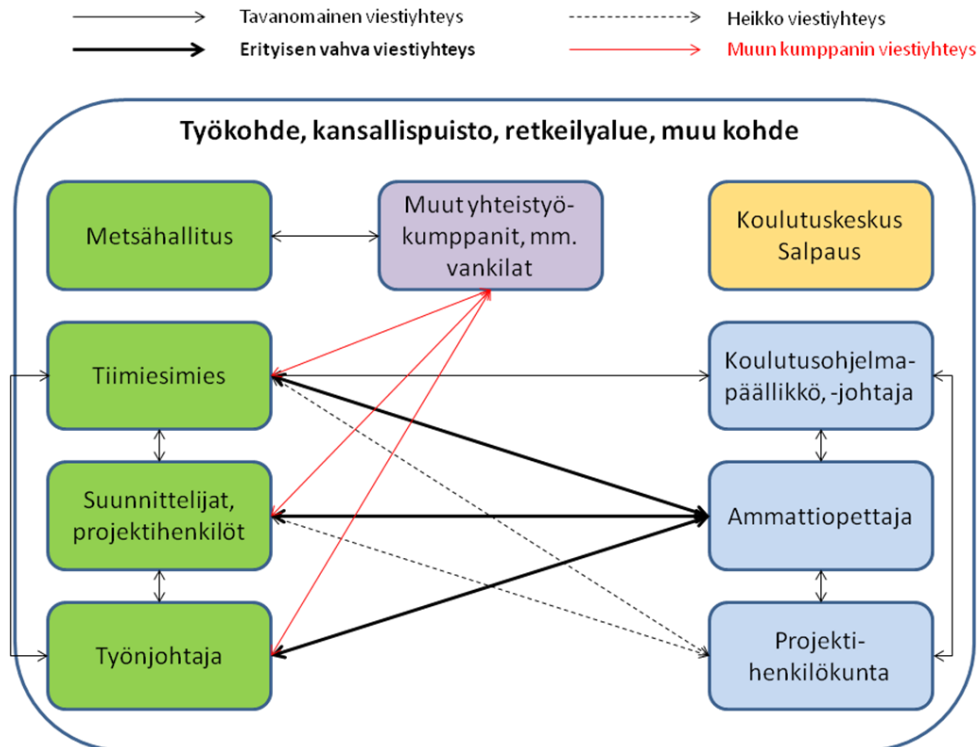 Tavanomainen viestiyhteys
Heikko viestiyhteys
Erityisen vahva viestiyhteys
Muun kumppanin viestiyhteys
Työkohde, kansallispuisto, retkeilyalue, muu kohde
Metsähallitus
Muut yhteistyö-
kumppanit, mm.
vankilat
Koulutuskeskus
Salpaus
Tiimiesimies
Koulutusohjelma-
päällikkö, -johtaja
Suunnittelijat,
projektihenkilöt
Ammattiopettaja
Työnjohtaja
Projekti-
henkilökunta